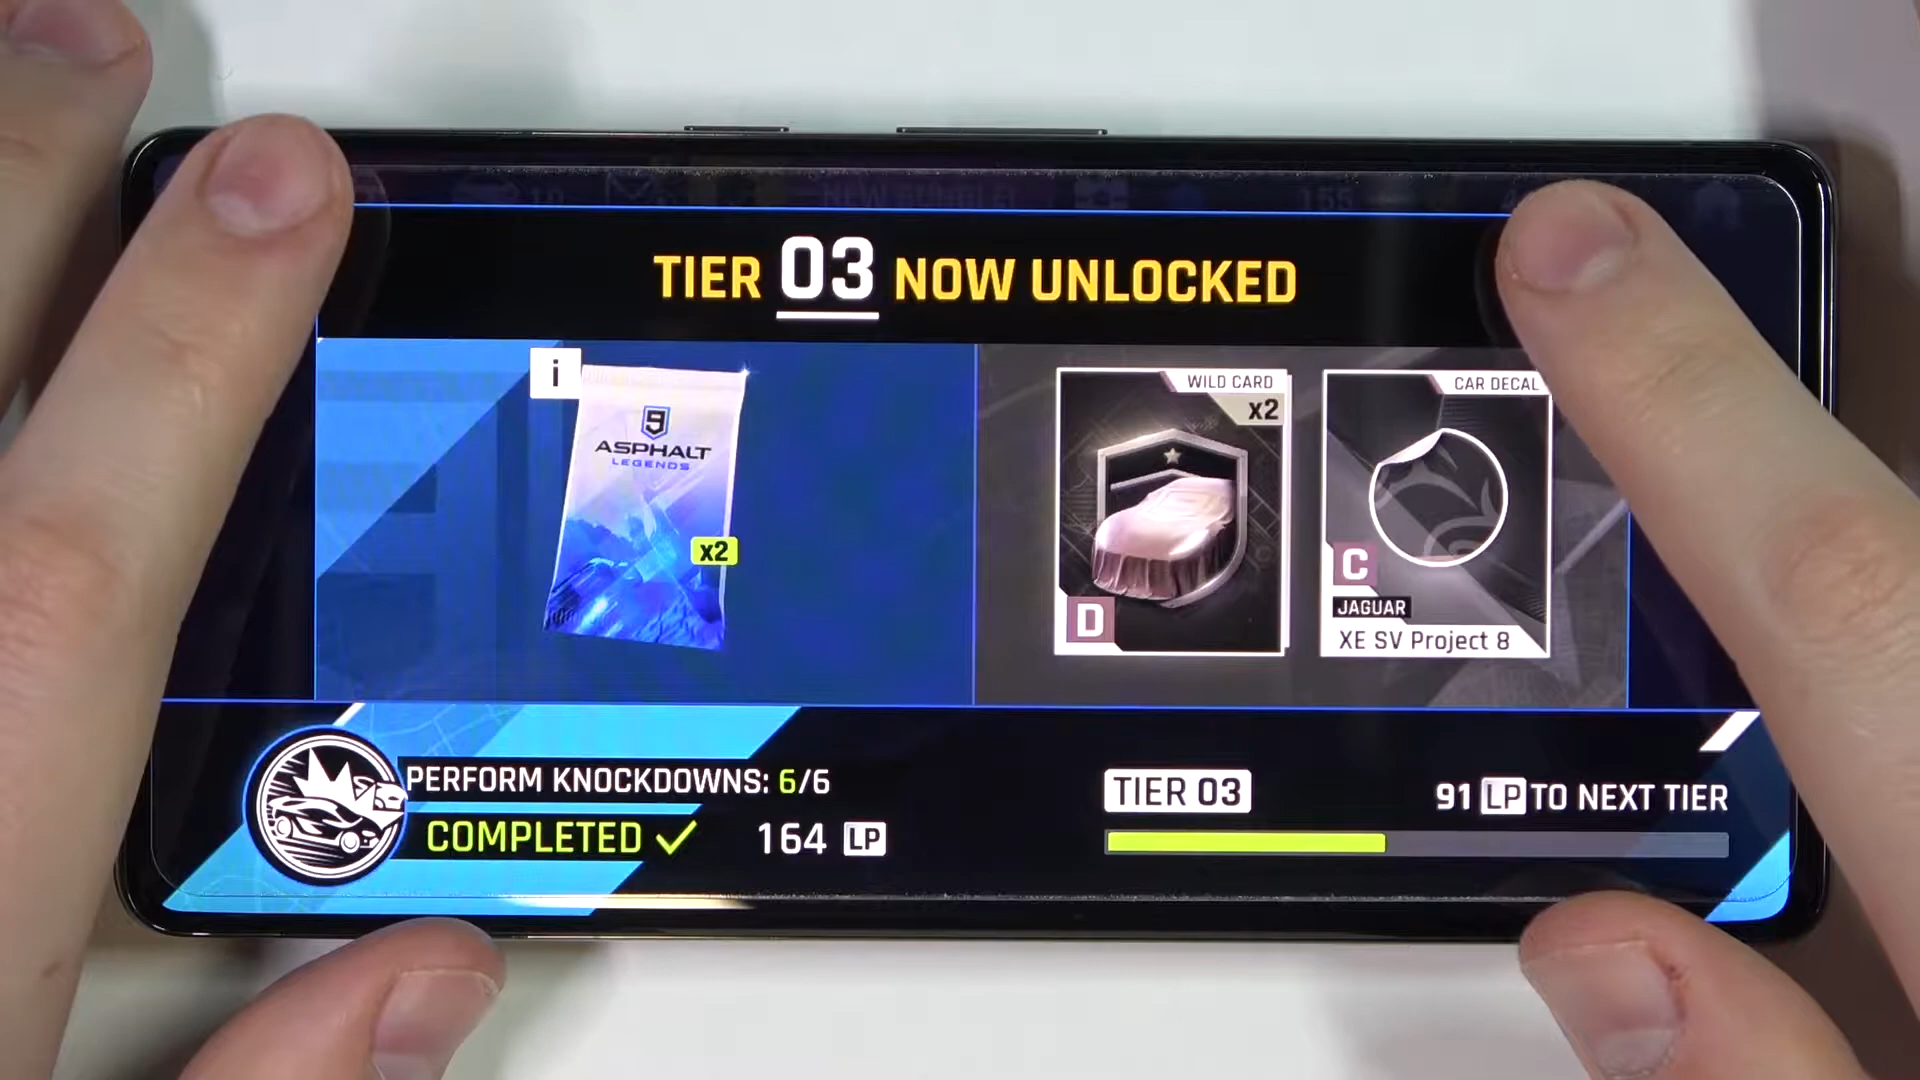 155
TIER 03 NOW UNLOCKED
i
9
ASPHALT
LEGENDS
x2
WILD CARD
x2
D
CAR DECAL
C
JAGUAR
XE SV Project 8
PERFORM KNOCKDOWNS: 6/6
COMPLETED ✓ 164 LP
TIER 03
91 LP TO NEXT TIER